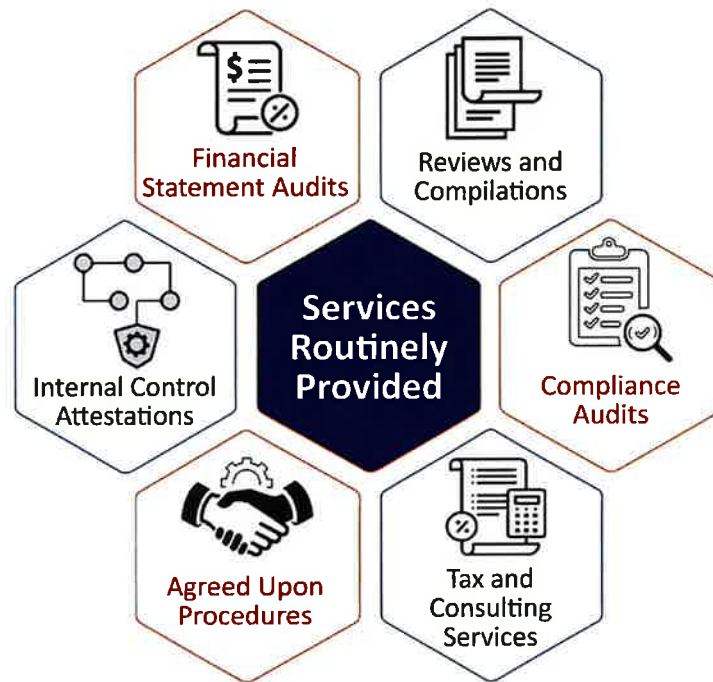 Financial
Statement Audits
Reviews and
Compilations
Internal Control
Attestations
Services
Routinely
Provided
Compliance
Audits
Agreed Upon
Procedures
Tax and
Consulting
Services